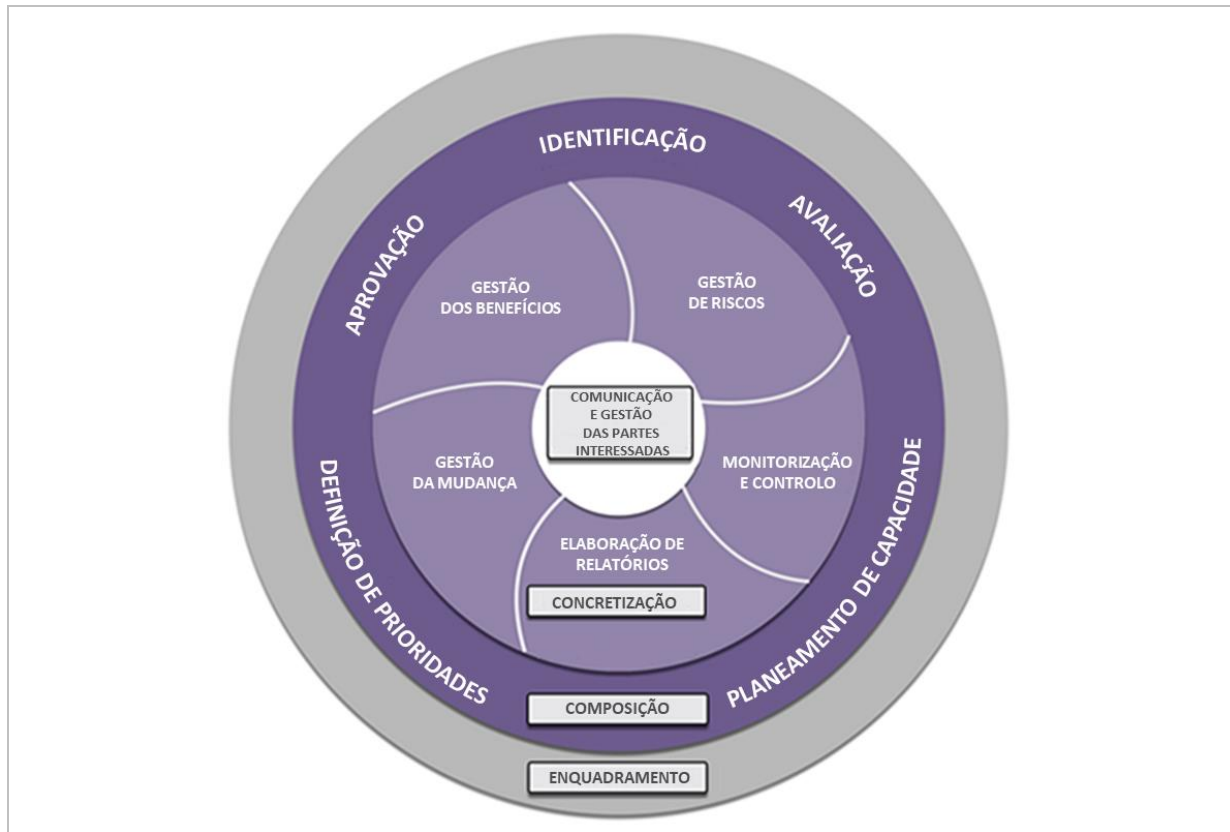 IDENTIFICAÇÃO
AVALIAÇÃO
APROVAÇÃO
GESTÃO
DOS BENEFÍCIOS
GESTÃO
DE RISCOS
COMUNICAÇÃO
E GESTÃO
DAS PARTES
INTERESSADAS
GESTÃO
DA MUDANÇA
MONITORIZAÇÃO
E CONTROLO
ELABORAÇÃO DE
RELATÓRIOS
CONCRETIZAÇÃO
DEFINIÇÃO DE PRIORIDADES
PLANEAMENTO DE CAPACIDADE
COMPOSIÇÃO
ENQUADRAMENTO